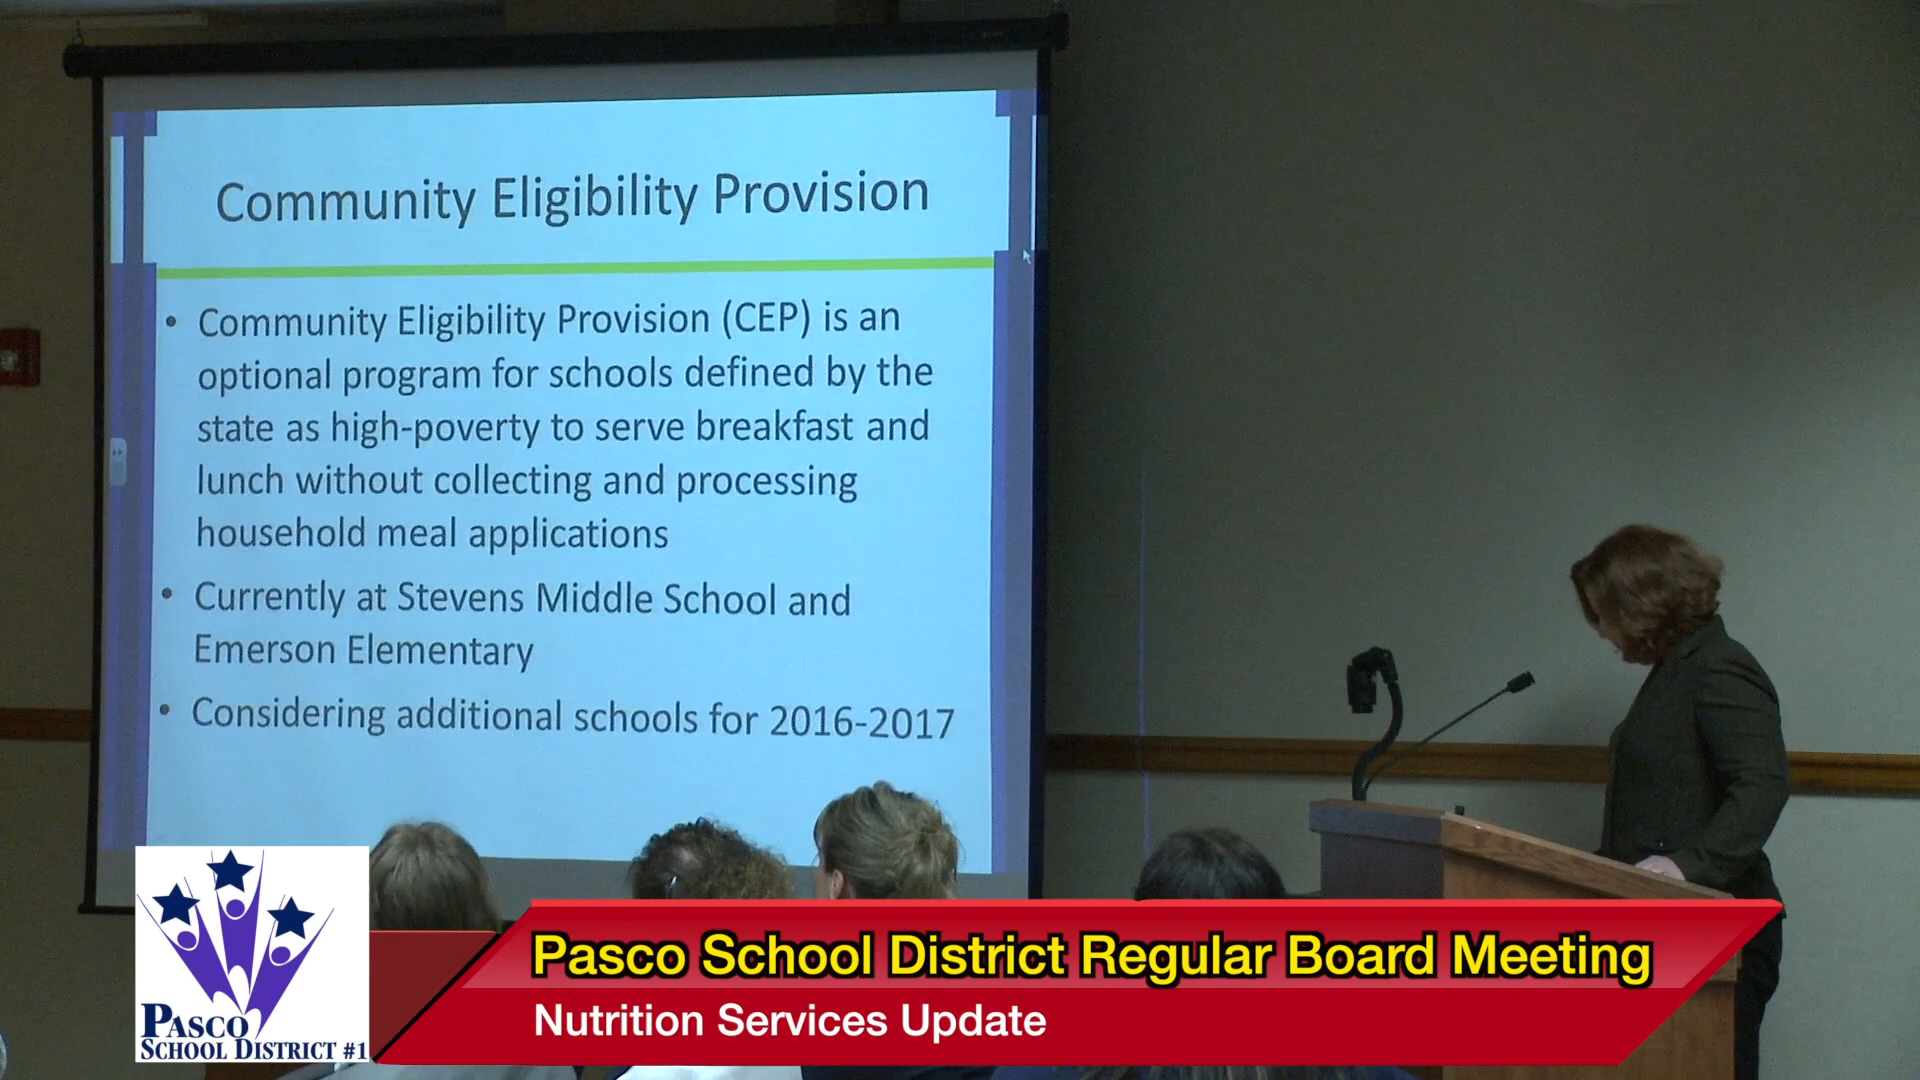 Community Eligibility Provision
• Community Eligibility Provision (CEP) is an
optional program for schools defined by the
state as high-poverty to serve breakfast and
lunch without collecting and processing
household meal applications
• Currently at Stevens Middle School and
Emerson Elementary
• Considering additional schools for 2016-2017
PASCO
SCHOOL DISTRICT #1
Pasco School District Regular Board Meeting
Nutrition Services Update